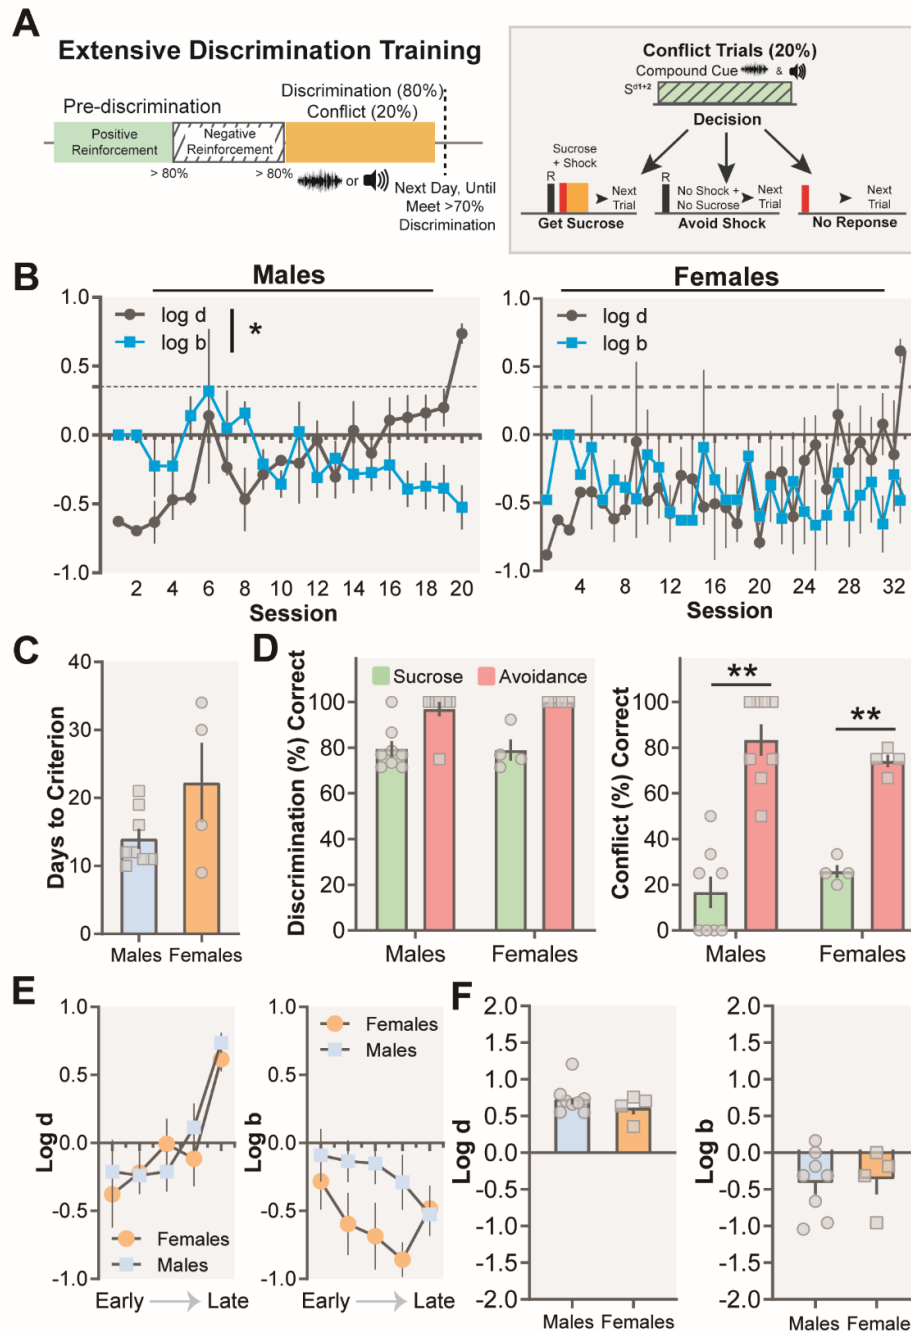 A
Extensive Discrimination Training
Pre-discrimination
Discrimination (80%)
Conflict (20%)
Positive
Reinforcement
Negative
Reinforcement
> 80%
> 80%
or
Next Day, Until
Meet >70%
Discrimination
Conflict Trials (20%)
Compound Cue &
Sd1+2
Decision
Sucrose
+ Shock
R
Next
Trial
Get Sucrose
R
No Shock +
No Sucrose
Next
Trial
Avoid Shock
Next
Trial
No Reponse
B
Males
log d
log b
*
1.0
0.5
0.0
-0.5
-1.0
2 4 6 8 10 12 14 16 18 20
Session
Females
log d
log b
1.0
0.5
0.0
-0.5
-1.0
4 8 12 16 20 24 28 32
Session
C
Days to Criterion
40
30
20
10
0
Males Females
D
Discrimination (%) Correct
Sucrose Avoidance
100
80
60
40
20
0
Males Females
Conflict (%) Correct
100
80
60
40
20
0
**
**
Males Females
E
Log d
1.0
0.5
0.0
-0.5
-1.0
Females
Males
Early Late
Log b
1.0
0.5
0.0
-0.5
-1.0
Females
Males
Early Late
F
Log d
2.0
1.5
1.0
0.5
0.0
-0.5
-1.0
-1.5
-2.0
Males Females
Log b
2.0
1.5
1.0
0.5
0.0
-0.5
-1.0
-1.5
-2.0
Males Female